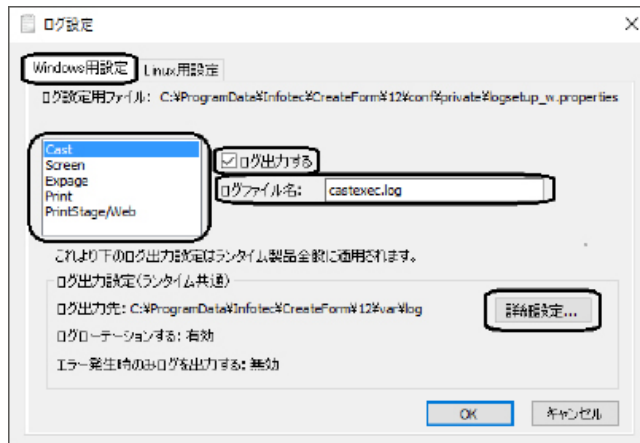 ログ設定
Windows用設定 Linux用設定
ログ設定用ファイル: C:¥ProgramData¥Infotec¥CreateForm¥12¥conf¥private¥logsetup_w.properties
Cast
Screen
Expage
Print
PrintStage/Web
ログ出力する
ログファイル名: castexec.log
これより下のログ出力設定はランタイム製品全般に適用されます。
ログ出力設定(ランタイム共通)
ログ出力先: C:¥ProgramData¥Infotec¥CreateForm¥12¥var¥log
詳細設定...
ログローテーションする: 有効
エラー発生時のみログを出力する: 無効
OK キャンセル